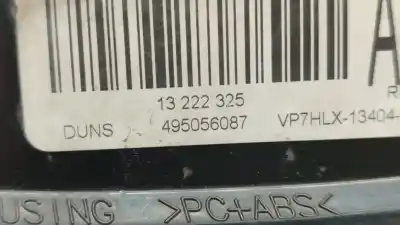 A
13 222 325
R
DUNS 495056087 VP7HLX-13404-
USING >PC+ABS<